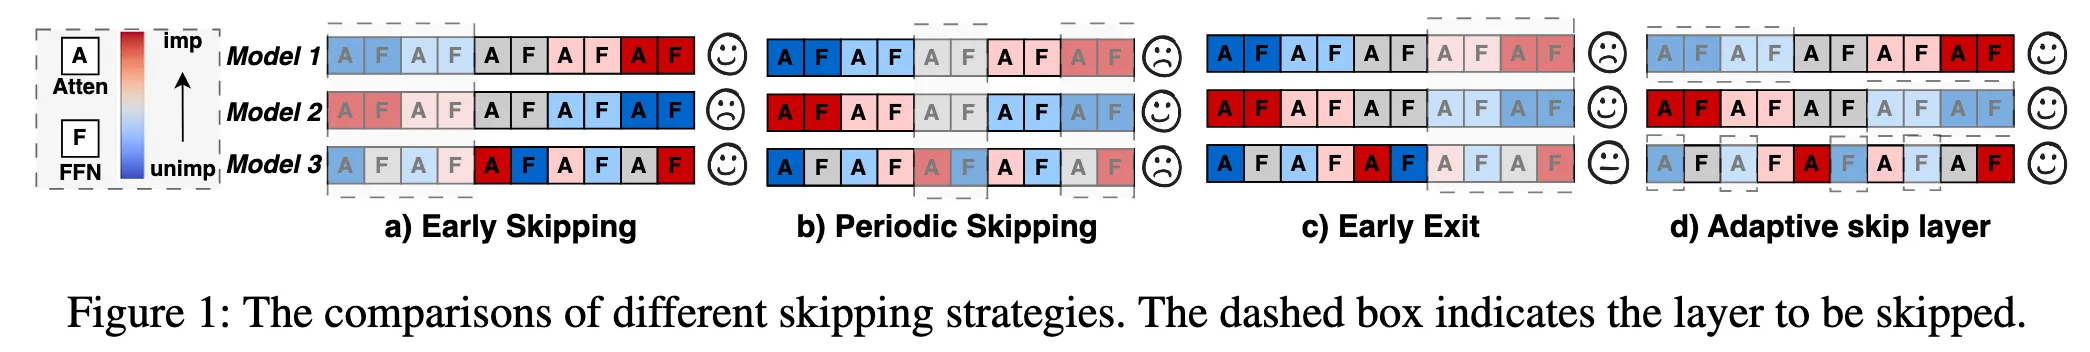 A
Atten
F
FFN
imp
unimp
Model 1 A F A F A F A F A F A F A F A F A F A F A F A F A F A F A F A F A F A F A F A F
Model 2 A F A F A F A F A F A F A F A F A F A F A F A F A F A F A F A F A F A F A F A F
Model 3 A F A F A F A F A F A F A F A F A F A F A F A F A F A F A F A F A F A F A F A F
a) Early Skipping b) Periodic Skipping c) Early Exit d) Adaptive skip layer
Figure 1: The comparisons of different skipping strategies. The dashed box indicates the layer to be skipped.